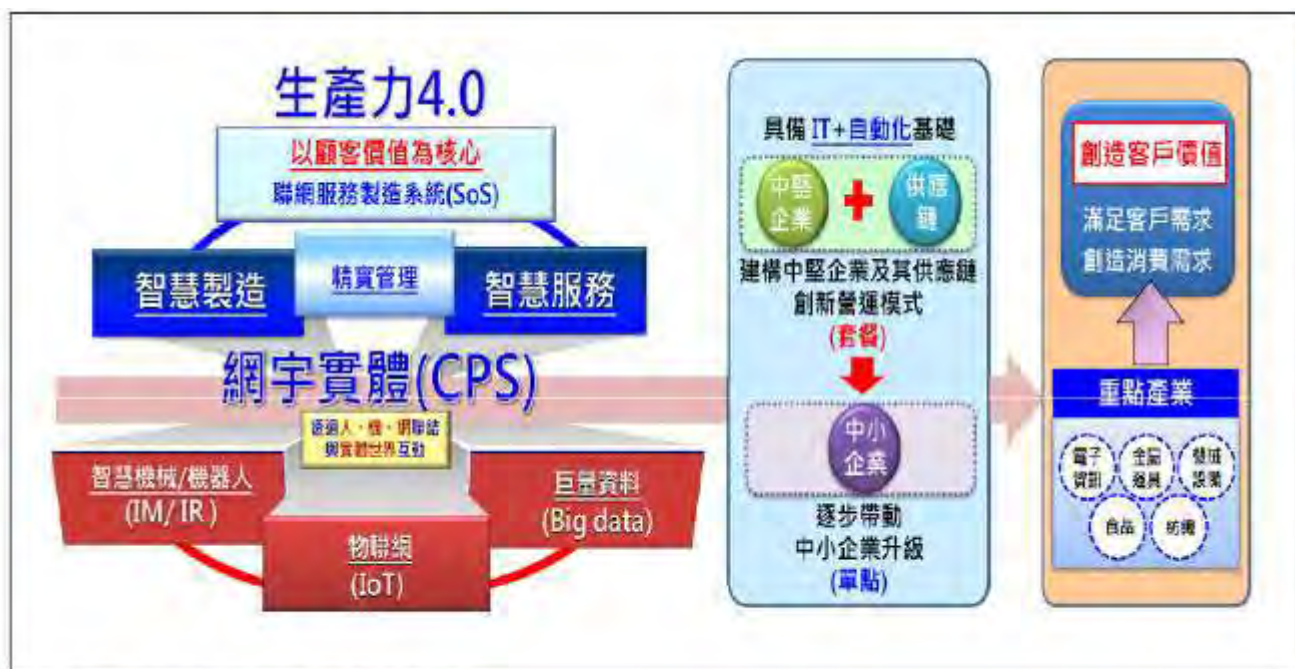 生產力4.0
以顧客價值為核心
聯網服務製造系統(SoS)
智慧製造
精實管理
智慧服務
網宇實體(CPS)
透過人、機、網聯結
與實體世界互動
智慧機械/機器人
(IM/ IR )
物聯網
(IoT)
巨量資料
(Big data)
具備 IT+自動化基礎
中堅
企業
供應
鏈
建構中堅企業及其供應鏈
創新營運模式
(套餐)
中小
企業
逐步帶動
中小企業升級
(單點)
創造客戶價值
滿足客戶需求
創造消費需求
重點產業
電子
資訊
金屬
機械
設備
食品
紡織